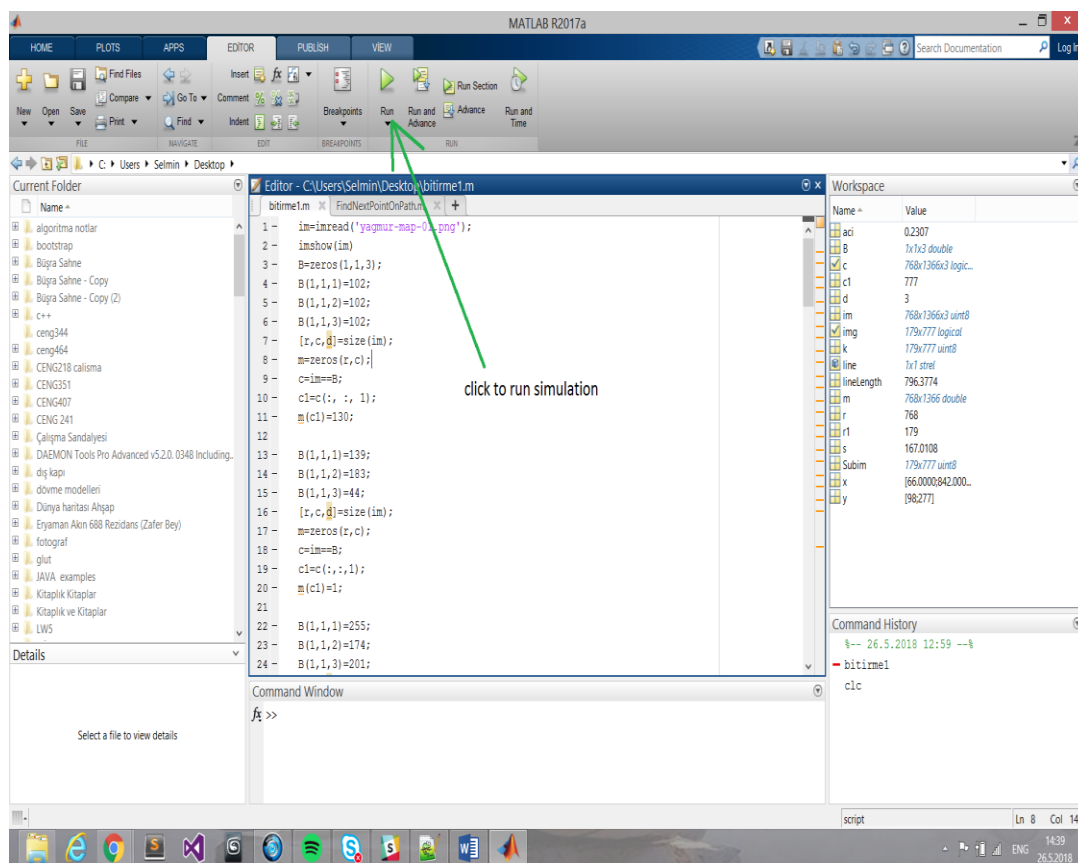 MATLAB R2017a
HOME PLOTS APPS EDITOR PUBLISH VIEW
Search Documentation
Log In
New Open Save
Find Files
Compare
Print
FILE
Go To
Find
NAVIGATE
Insert fx
Comment
Indent
EDIT
Breakpoints
BREAKPOINTS
Run
Run and Advance
Run Section
Advance
Run and Time
RUN
C: Users Selmin Desktop
Current Folder
Name
algoritma notlar
bootstrap
Büşra Sahne
Büşra Sahne - Copy
Büşra Sahne - Copy (2)
c++
ceng344
ceng464
CENG218 calisma
CENG351
CENG407
CENG 241
Çalışma Sandalyesi
DAEMON Tools Pro Advanced v5.2.0. 0348 Including..
dış kapı
dövme modelleri
Dünya haritası Ahşap
Eryaman Akın 688 Rezidans (Zafer Bey)
fotograf
glut
JAVA examples
Kitaplık Kitaplar
Kitaplık ve Kitaplar
LW5
Details
Select a file to view details
Editor - C:\Users\Selmin\Desktop\bitirme1.m
bitirme1.m FindNextPointOnPath.m
1 - im=imread('yagmur-map-01.png');
2 - imshow(im)
3 - B=zeros(1,1,3);
4 - B(1,1,1)=102;
5 - B(1,1,2)=102;
6 - B(1,1,3)=102;
7 - [r,c,d]=size(im);
8 - m=zeros(r,c);
9 - c=im==B;
10 - c1=c(:, :, 1);
11 - m(c1)=130;
12
13 - B(1,1,1)=139;
14 - B(1,1,2)=183;
15 - B(1,1,3)=44;
16 - [r,c,d]=size(im);
17 - m=zeros(r,c);
18 - c=im==B;
19 - c1=c(:,:,1);
20 - m(c1)=1;
21
22 - B(1,1,1)=255;
23 - B(1,1,2)=174;
24 - B(1,1,3)=201;
click to run simulation
Command Window
fx >>
Workspace
Name Value
aci 0.2307
B 1x1x3 double
c 768x1366x3 logic...
c1 777
d 3
im 768x1366x3 uint8
img 179x777 logical
k 179x777 uint8
line 1x1 strel
lineLength 796.3774
m 768x1366 double
r 768
r1 179
s 167.0108
Subim 179x777 uint8
x [66.0000;842.000...
y [98;277]
Command History
%-- 26.5.2018 12:59 --%
bitirme1
clc
script
Ln 8 Col 14
ENG
14:39
26.5.2018